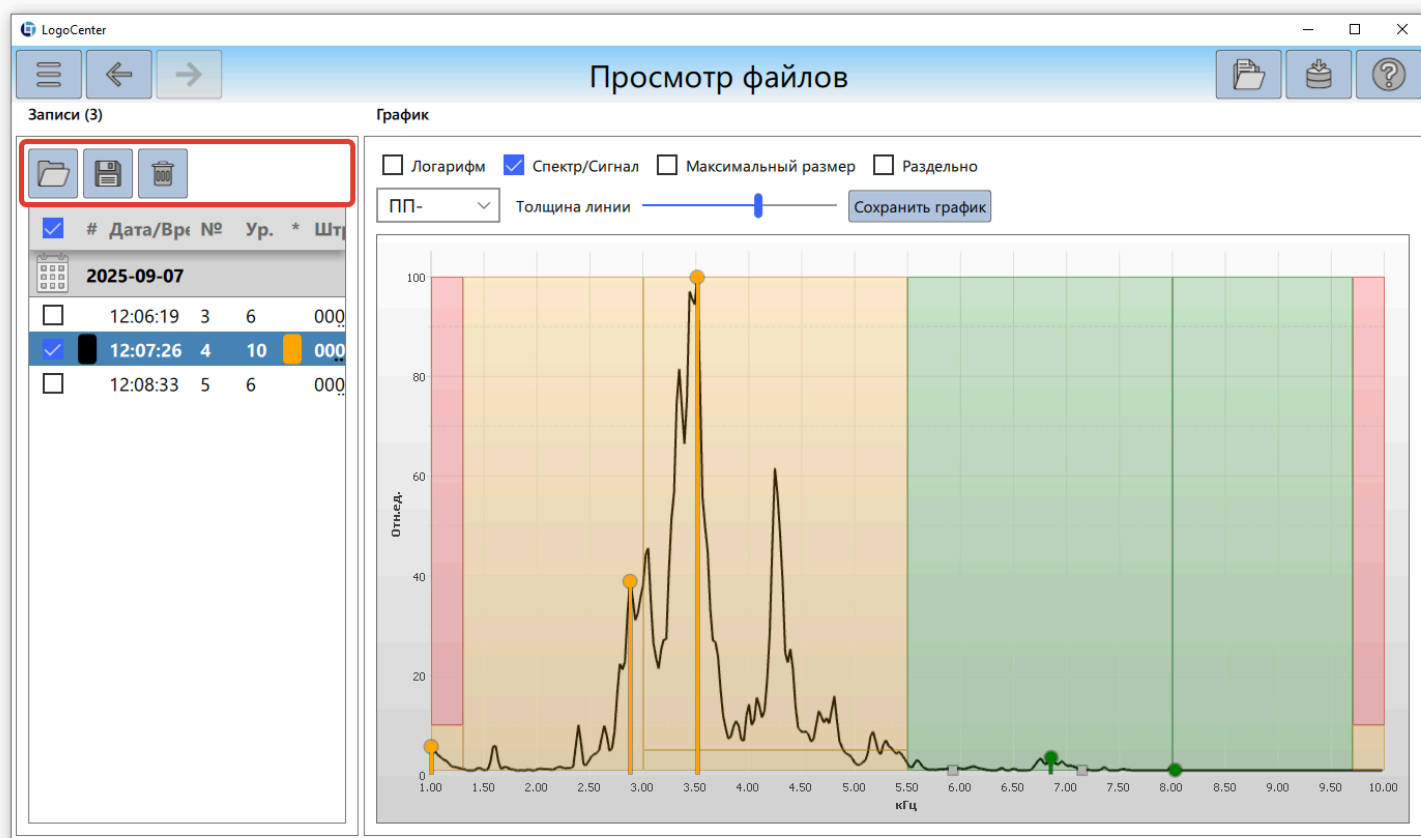 LogoCenter
Просмотр файлов
Записи (3)
График
Логарифм Спектр/Сигнал Максимальный размер Раздельно
ПП- Толщина линии Сохранить график
# Дата/Вре № Ур. * Штр
2025-09-07
12:06:19 3 6 000
12:07:26 4 10 000
12:08:33 5 6 000
100
80
60
40
20
0
Отн.ед.
1.00 1.50 2.00 2.50 3.00 3.50 4.00 4.50 5.00 5.50 6.00 6.50 7.00 7.50 8.00 8.50 9.00 9.50 10.00
кГц